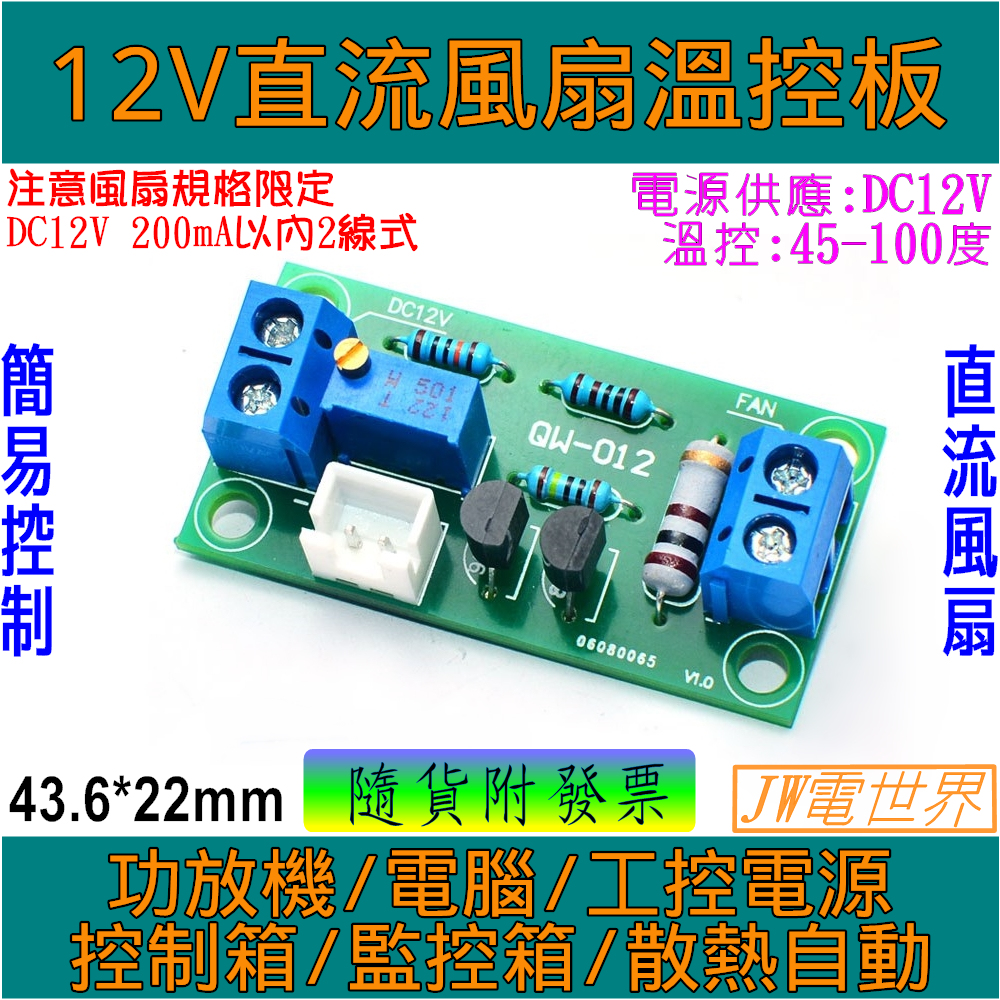 12V直流風扇溫控板
注意風扇規格限定
DC12V 200mA以內2線式
電源供應:DC12V
溫控:45-100度
簡易控制
直流風扇
DC12V
W 501
221
FAN
QW-012
9
8
06080065
V1.0
43.6*22mm
隨貨附發票
JW電世界
功放機/電腦/工控電源
控制箱/監控箱/散熱自動